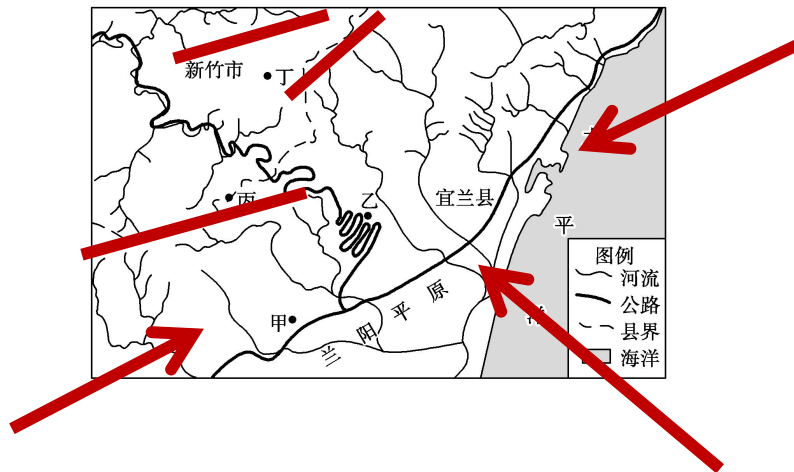 新竹市
丁
丙
乙
宜兰县
平
甲
兰阳平原
图例
河流
公路
县界
海洋